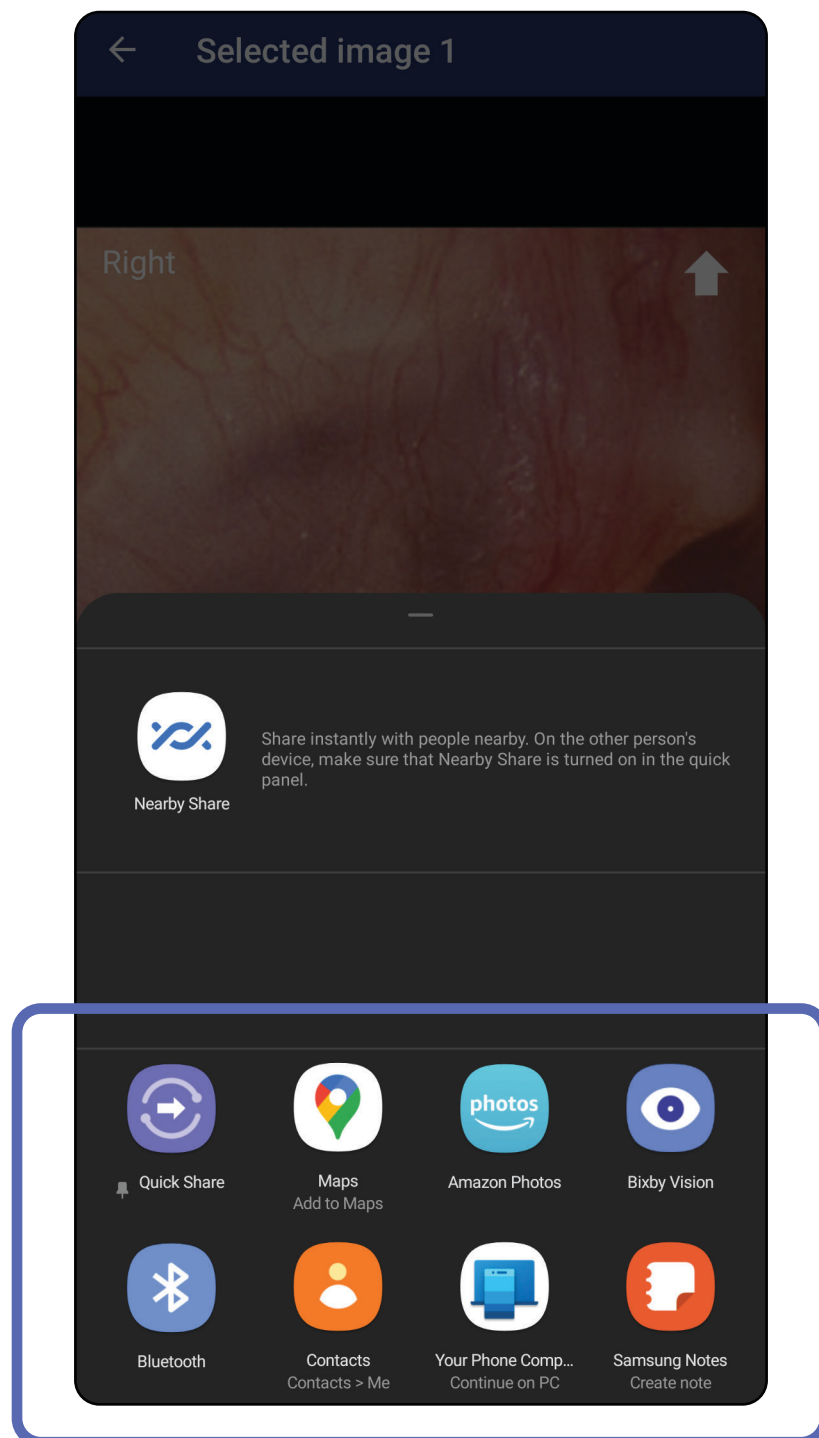 Selected image 1
Right
Share instantly with people nearby. On the other person's
device, make sure that Nearby Share is turned on in the quick
panel.
Nearby Share
photos
Quick Share
Maps
Amazon Photos
Bixby Vision
Add to Maps
Bluetooth
Contacts
Your Phone Comp...
Samsung Notes
Contacts > Me
Continue on PC
Create note